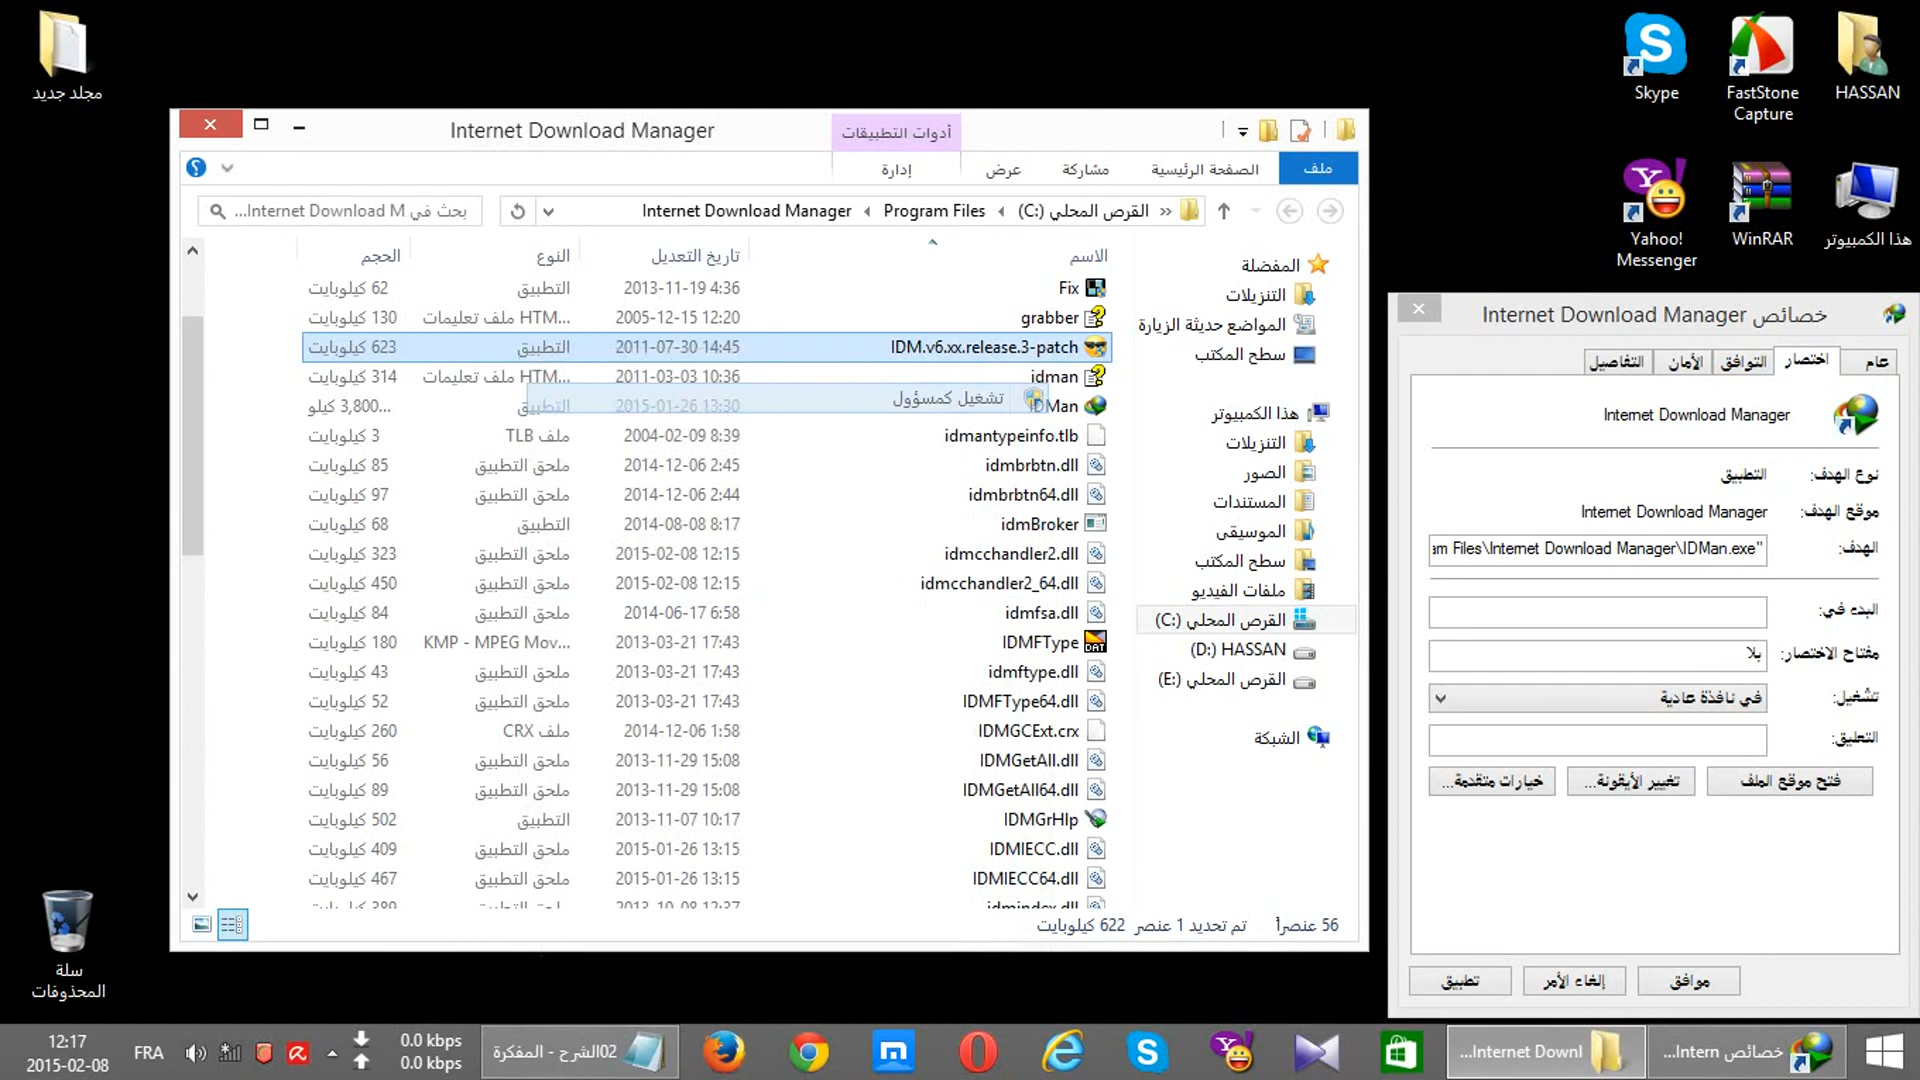 مجلد جديد
Skype
FastStone
Capture
HASSAN
Yahoo!
Messenger
WinRAR
هذا الكمبيوتر
سلة
المحذوفات
Internet Download Manager
أدوات التطبيقات
ملف
الصفحة الرئيسية
مشاركة
عرض
إدارة
القرص المحلي (C:)
Program Files
Internet Download Manager
بحث في Internet Download M...
الاسم تاريخ التعديل النوع الحجم
Fix 2013-11-19 4:36 التطبيق 62 كيلوبايت
grabber 2005-12-15 12:20 ملف تعليمات HTM... 130 كيلوبايت
IDM.v6.xx.release.3-patch 2011-07-30 14:45 التطبيق 623 كيلوبايت
idman 2011-03-03 10:36 ملف تعليمات HTM... 314 كيلوبايت
IDMan 2015-01-26 13:30 التطبيق 3,800 كيلو...
تشغيل كمسؤول
idmantypeinfo.tlb 2004-02-09 8:39 ملف TLB 3 كيلوبايت
idmbrbtn.dll 2014-12-06 2:45 ملحق التطبيق 85 كيلوبايت
idmbrbtn64.dll 2014-12-06 2:44 ملحق التطبيق 97 كيلوبايت
idmBroker 2014-08-08 8:17 التطبيق 68 كيلوبايت
idmcchandler2.dll 2015-02-08 12:15 ملحق التطبيق 323 كيلوبايت
idmcchandler2_64.dll 2015-02-08 12:15 ملحق التطبيق 450 كيلوبايت
idmfsa.dll 2014-06-17 6:58 ملحق التطبيق 84 كيلوبايت
IDMFType 2013-03-21 17:43 KMP - MPEG Mov... 180 كيلوبايت
idmftype.dll 2013-03-21 17:43 ملحق التطبيق 43 كيلوبايت
IDMFType64.dll 2013-03-21 17:43 ملحق التطبيق 52 كيلوبايت
IDMGCExt.crx 2014-12-06 1:58 ملف CRX 260 كيلوبايت
IDMGetAll.dll 2013-11-29 15:08 ملحق التطبيق 56 كيلوبايت
IDMGetAll64.dll 2013-11-29 15:08 ملحق التطبيق 89 كيلوبايت
IDMGrHlp 2013-11-07 10:17 التطبيق 502 كيلوبايت
IDMIECC.dll 2015-01-26 13:15 ملحق التطبيق 409 كيلوبايت
IDMIECC64.dll 2015-01-26 13:15 ملحق التطبيق 467 كيلوبايت
idmindex.dll 2013-10-08 12:37 ملحق التطبيق 389 كيلوبايت
المفضلة
التنزيلات
المواضع حديثة الزيارة
سطح المكتب
هذا الكمبيوتر
التنزيلات
الصور
المستندات
الموسيقى
سطح المكتب
ملفات الفيديو
القرص المحلي (C:)
HASSAN (D:)
القرص المحلي (E:)
الشبكة
56 عنصراً تم تحديد 1 عنصر 622 كيلوبايت
خصائص Internet Download Manager
عام
اختصار
التوافق
الأمان
التفاصيل
Internet Download Manager
نوع الهدف: التطبيق
موقع الهدف: Internet Download Manager
الهدف: am Files\Internet Download Manager\IDMan.exe"
البدء في:
مفتاح الاختصار: بلا
تشغيل: في نافذة عادية
التعليق:
فتح موقع الملف
تغيير الأيقونة...
خيارات متقدمة...
موافق
إلغاء الأمر
تطبيق
خصائص Intern...
Internet Downl...
02الشرح - المفكرة
0.0 kbps
0.0 kbps
FRA
12:17
2015-02-08